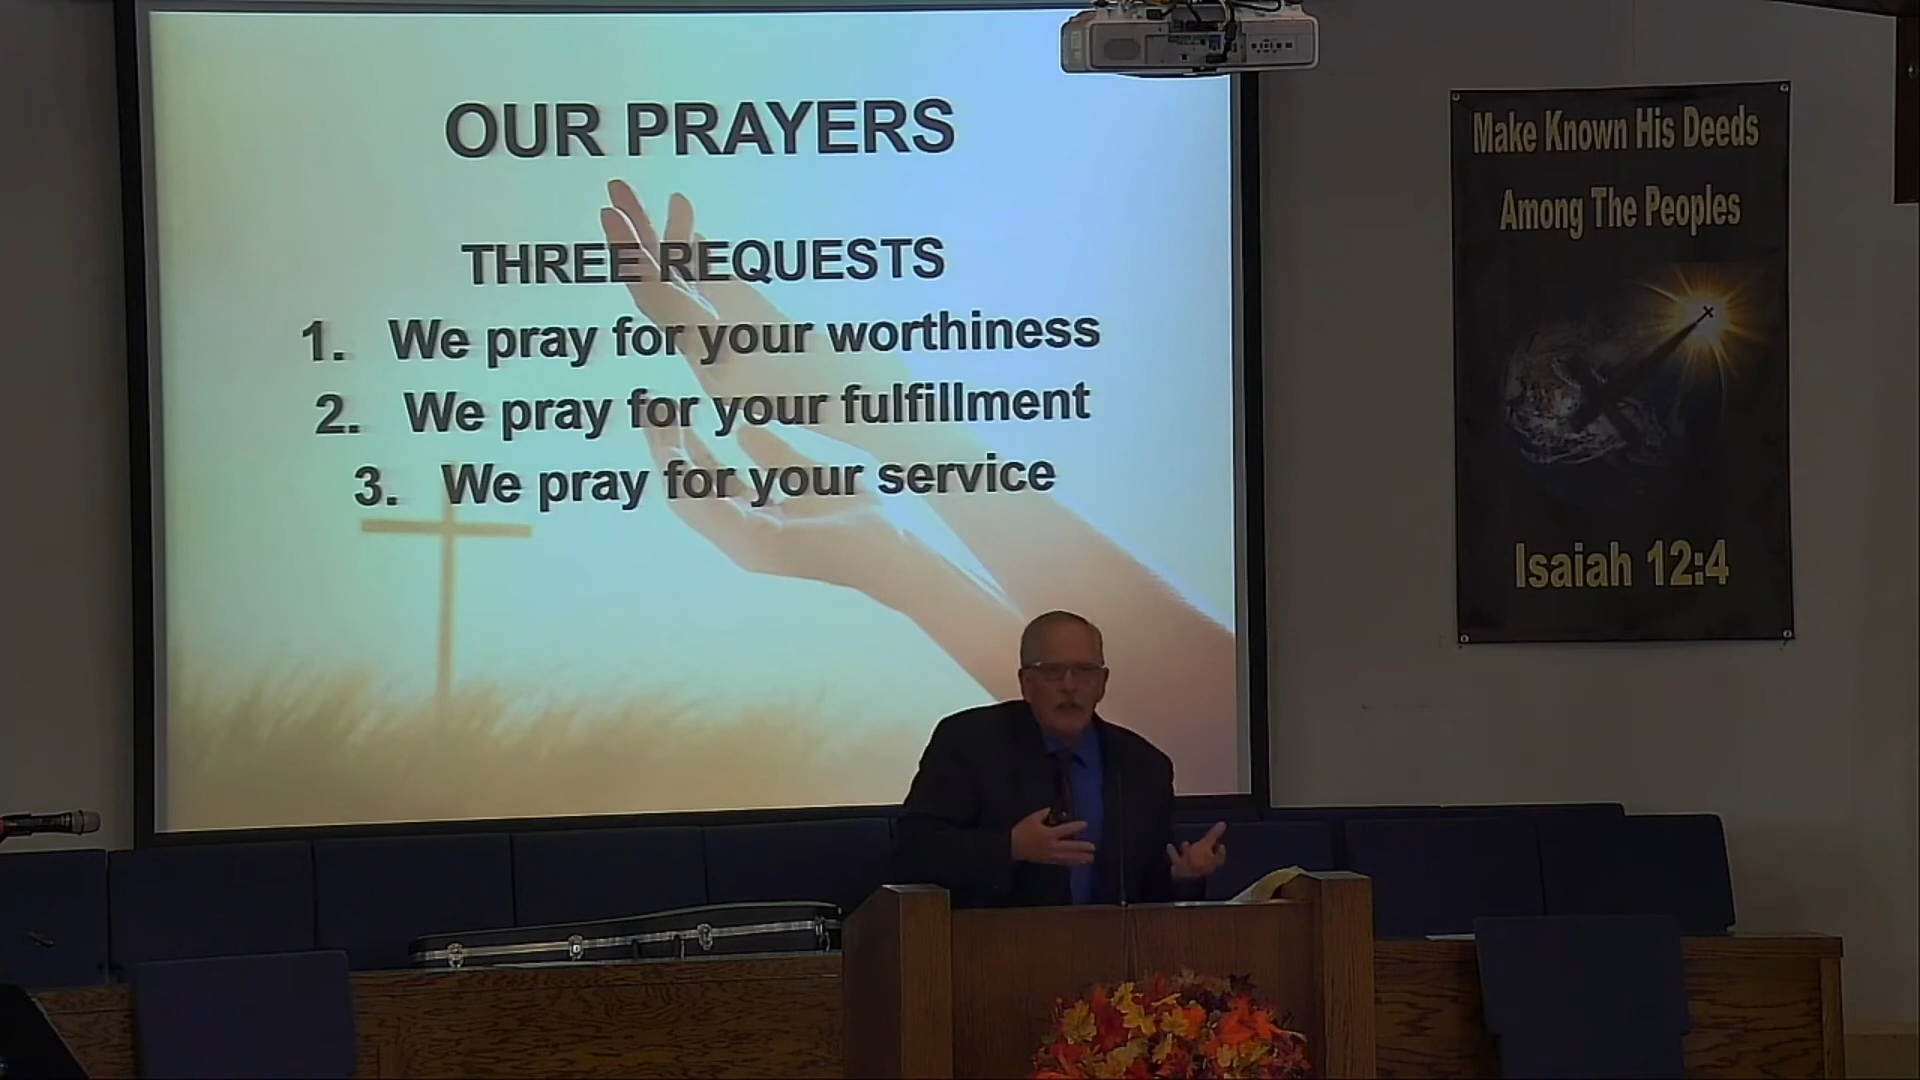 OUR PRAYERS
THREE REQUESTS
1. We pray for your worthiness
2. We pray for your fulfillment
3. We pray for your service
Make Known His Deeds
Among The Peoples
Isaiah 12:4